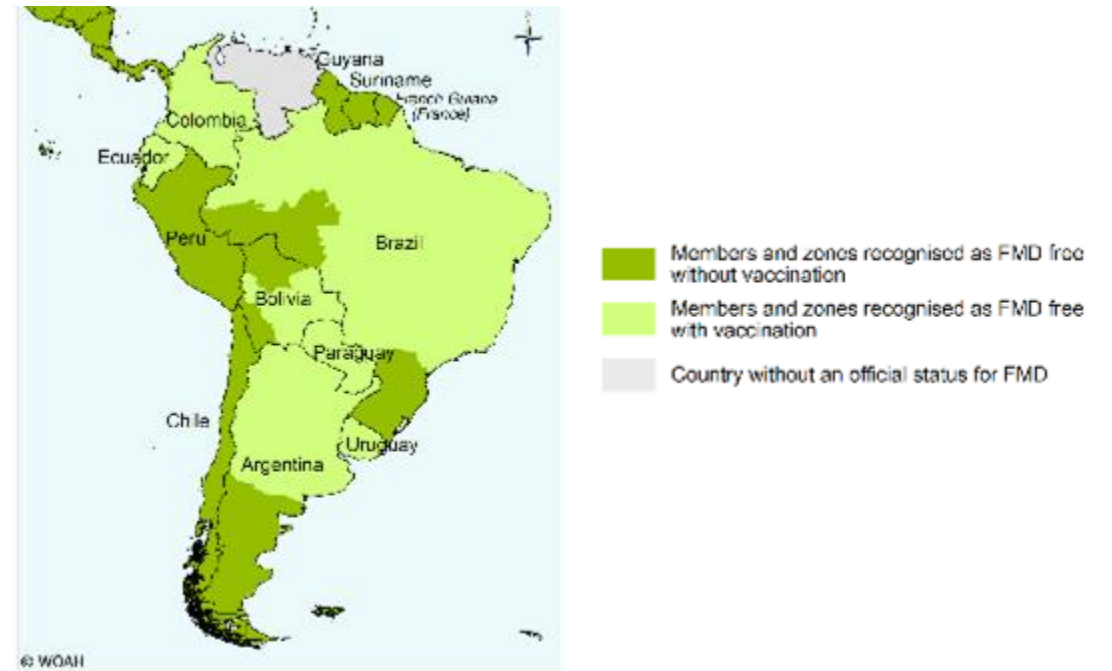 Guyana
Suriname
French Guiana
(France)
Colombia
Ecuador
Peru
Brazil
Bolivia
Paraguay
Chile
Uruguay
Argentina
© WOAH
Members and zones recognised as FMD free
without vaccination
Members and zones recognised as FMD free
with vaccination
Country without an official status for FMD